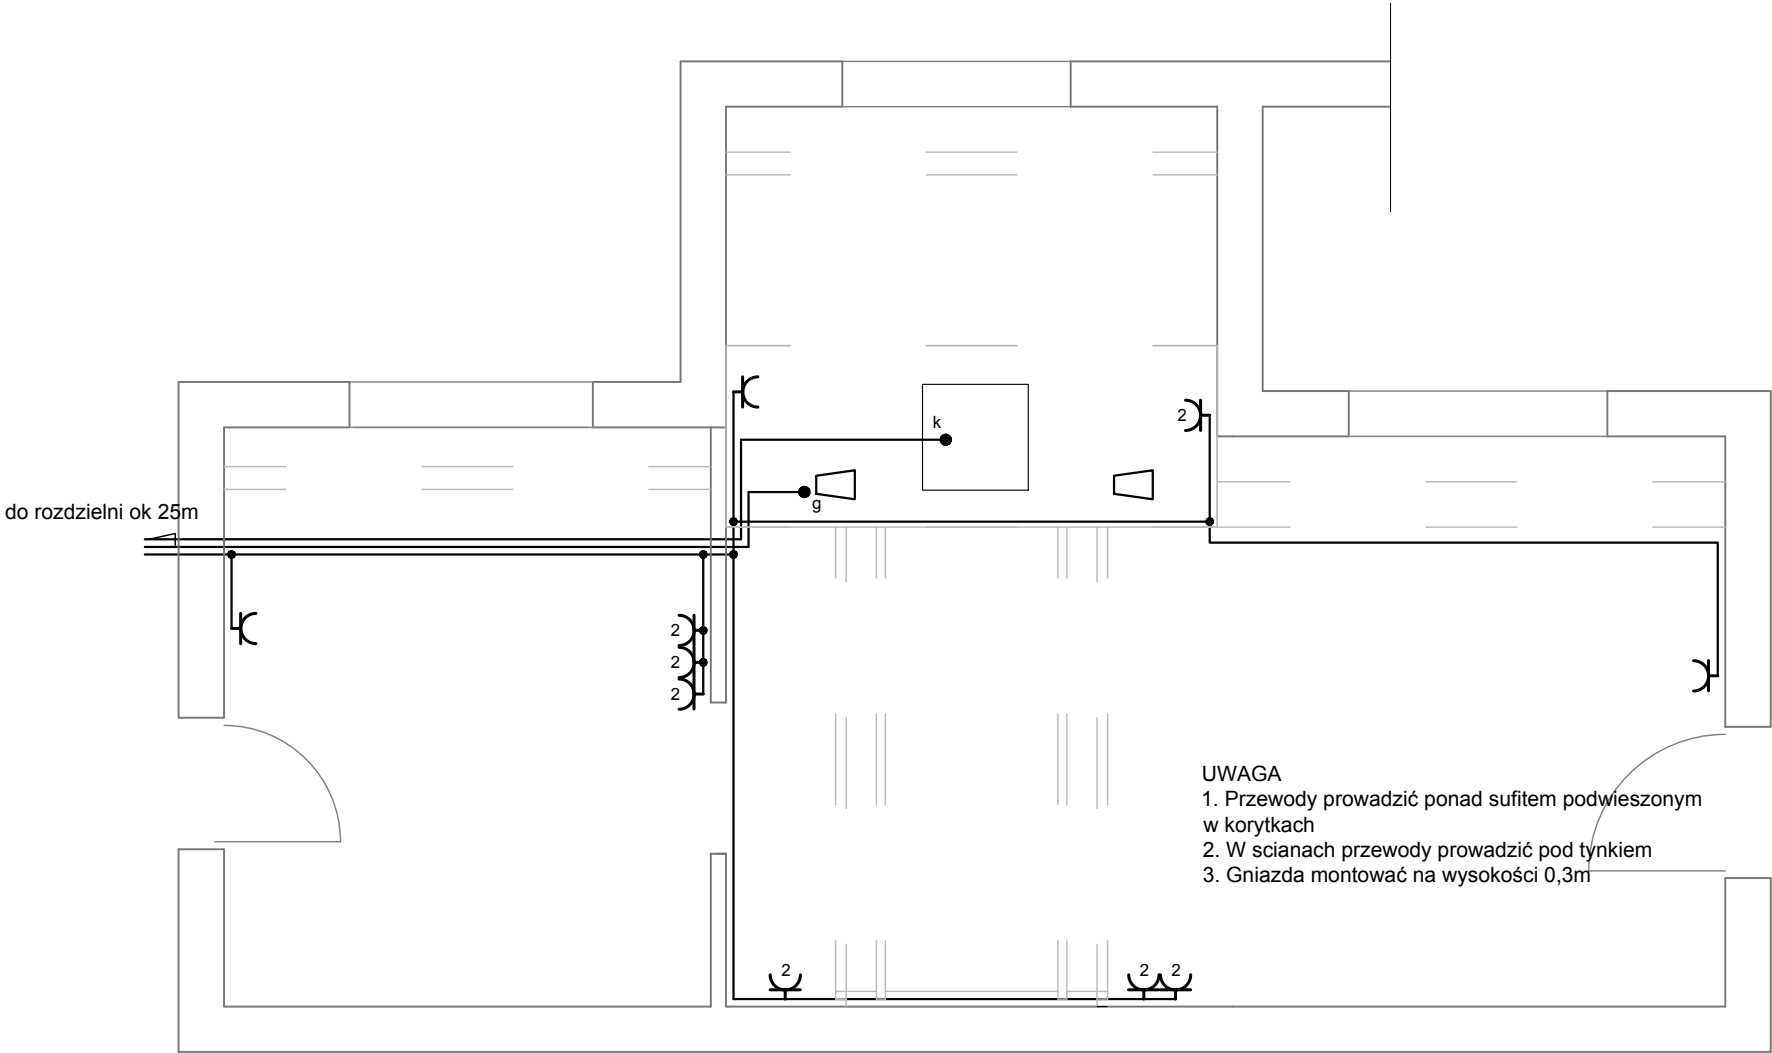 k
2
g
do rozdzielni ok 25m
2
2
2
UWAGA
1. Przewody prowadzić ponad sufitem podwieszonym
w korytkach
2. W scianach przewody prowadzić pod tynkiem
3. Gniazda montować na wysokości 0,3m
2
2
2